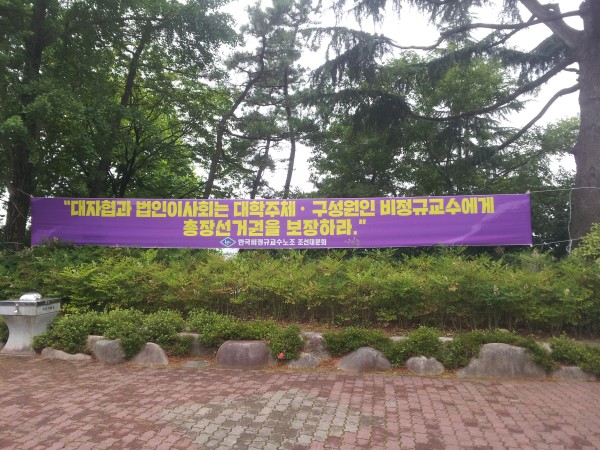 "대자협과 법인이사회는 대학주체·구성원인 비정규교수에게
총장선거권을 보장하라."
한국비정규교수노조 조선대분회